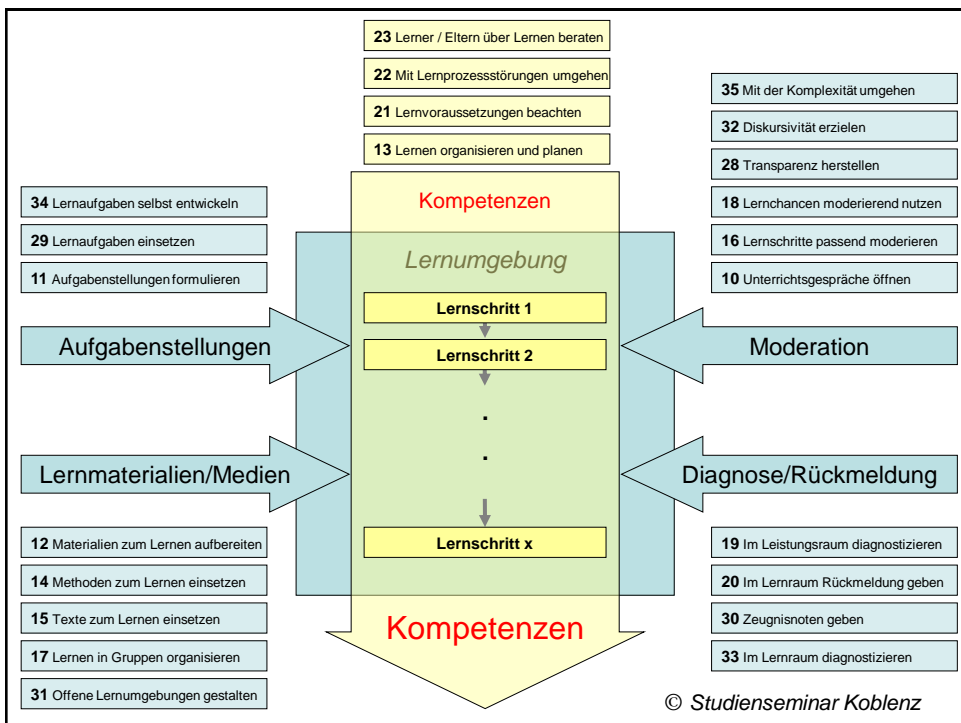 23 Lerner / Eltern über Lernen beraten
22 Mit Lernprozessstörungen umgehen
21 Lernvoraussetzungen beachten
13 Lernen organisieren und planen
35 Mit der Komplexität umgehen
32 Diskursivität erzielen
28 Transparenz herstellen
18 Lernchancen moderierend nutzen
16 Lernschritte passend moderieren
10 Unterrichtsgespräche öffnen
34 Lernaufgaben selbst entwickeln
29 Lernaufgaben einsetzen
11 Aufgabenstellungen formulieren
Kompetenzen
Lernumgebung
Lernschritt 1
Lernschritt 2
.
.
Lernschritt x
Kompetenzen
Aufgabenstellungen
Moderation
Lernmaterialien/Medien
Diagnose/Rückmeldung
12 Materialien zum Lernen aufbereiten
14 Methoden zum Lernen einsetzen
15 Texte zum Lernen einsetzen
17 Lernen in Gruppen organisieren
31 Offene Lernumgebungen gestalten
19 Im Leistungsraum diagnostizieren
20 Im Lernraum Rückmeldung geben
30 Zeugnisnoten geben
33 Im Lernraum diagnostizieren
© Studienseminar Koblenz